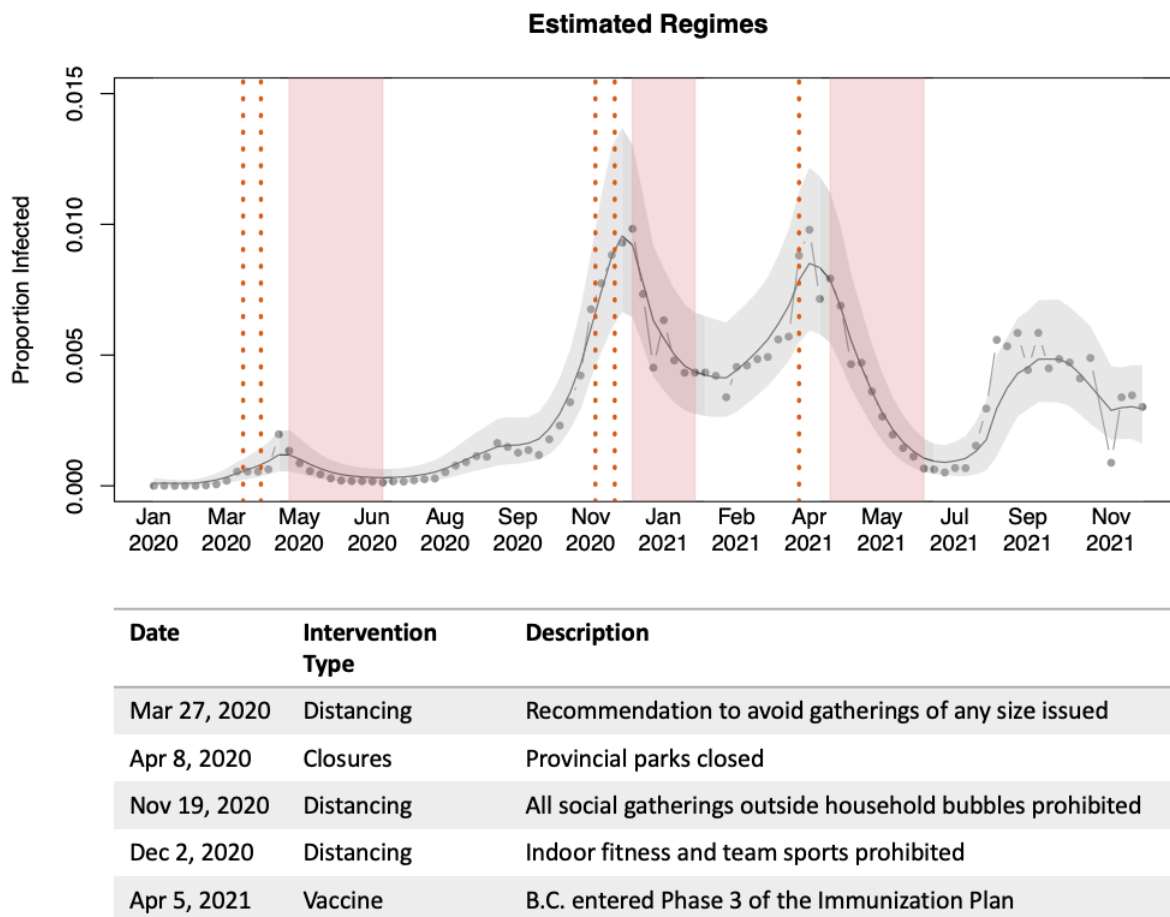 Estimated Regimes
0.015
0.010
0.005
0.000
Proportion Infected
Jan Mar May Jun Aug Sep Nov Jan Feb Apr May Jul Sep Nov
2020 2020 2020 2020 2020 2020 2020 2021 2021 2021 2021 2021 2021 2021
Date Intervention Description
Type
Mar 27, 2020 Distancing Recommendation to avoid gatherings of any size issued
Apr 8, 2020 Closures Provincial parks closed
Nov 19, 2020 Distancing All social gatherings outside household bubbles prohibited
Dec 2, 2020 Distancing Indoor fitness and team sports prohibited
Apr 5, 2021 Vaccine B.C. entered Phase 3 of the Immunization Plan